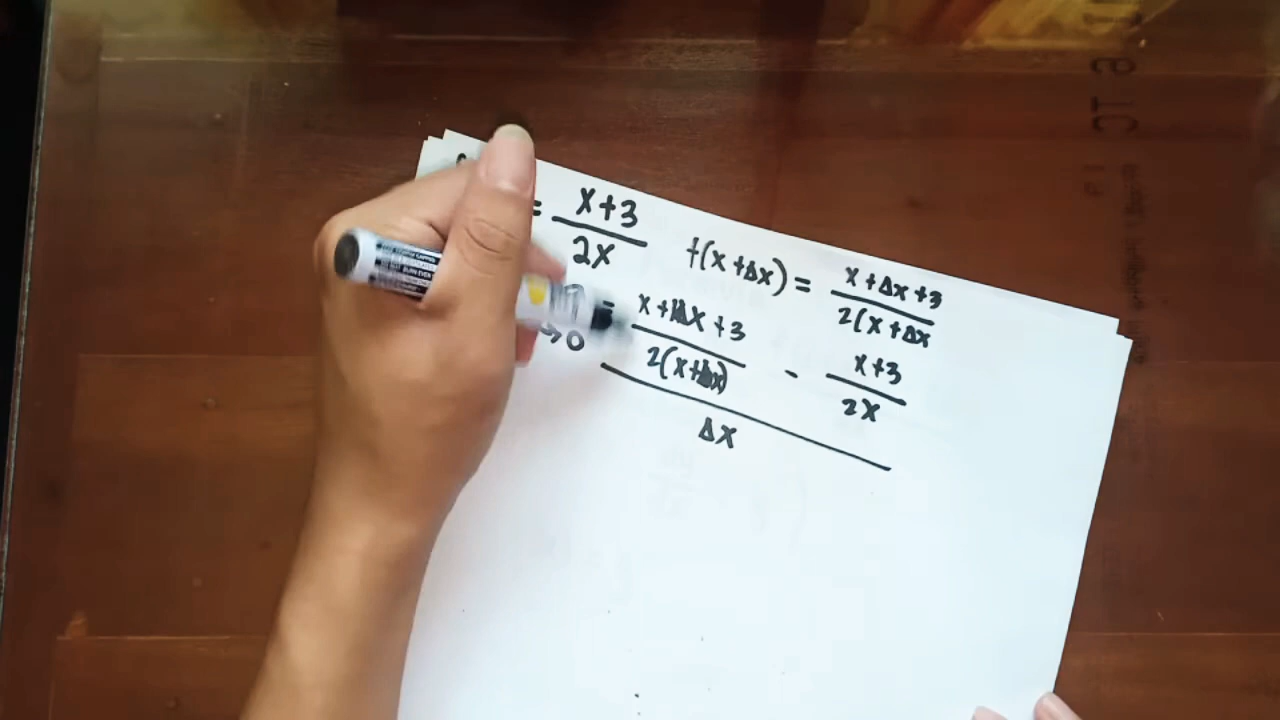 = x+3
2x
f(x+Δx) = x+Δx+3
2(x+Δx
→ 0 = x+Δx+3
2(x+Δx)
- x+3
2x
Δx